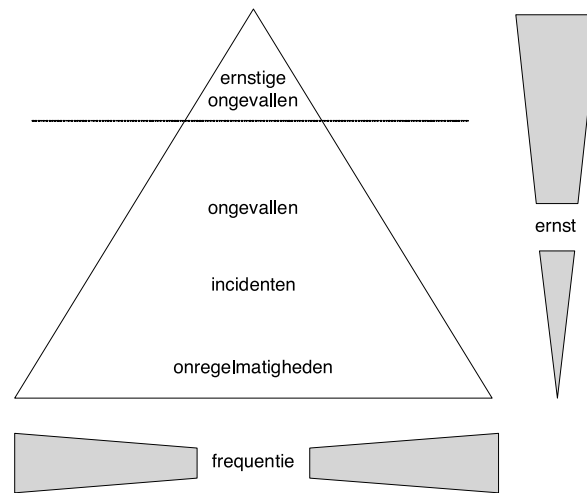 ernstige
ongevallen
ongevallen
ernst
incidenten
onregelmatigheden
frequentie